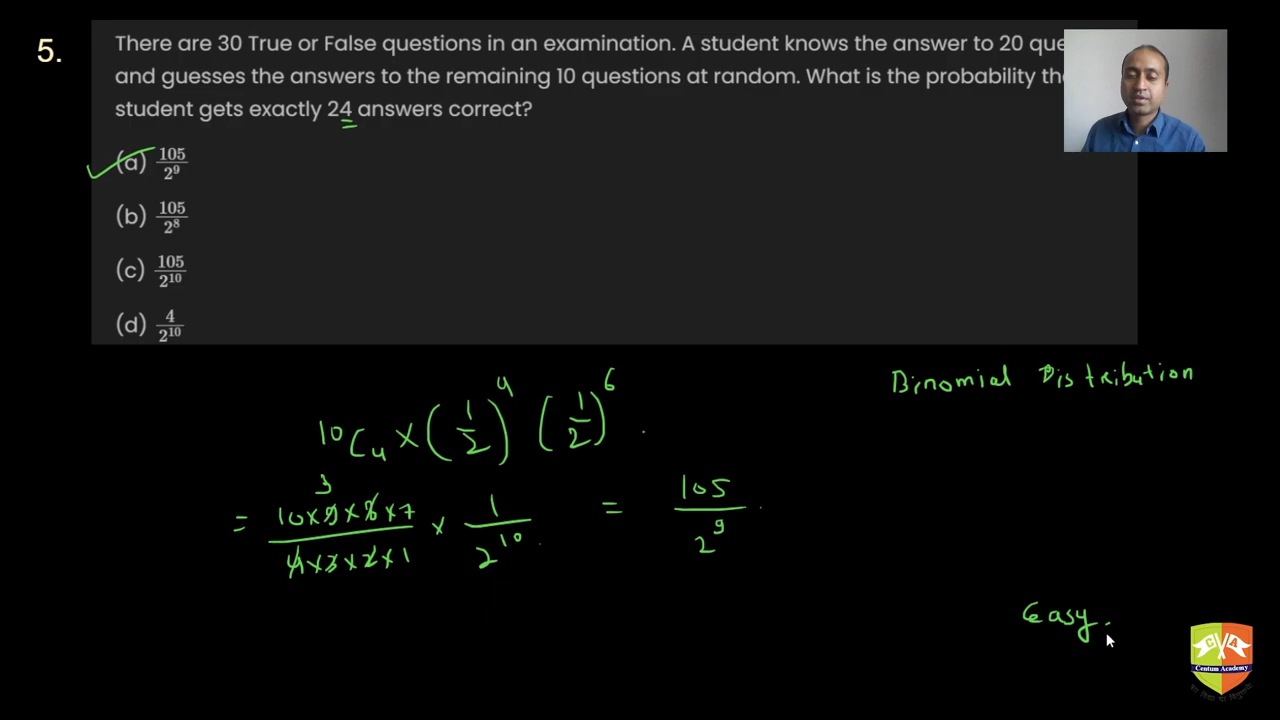 5.
There are 30 True or False questions in an examination. A student knows the answer to 20 que
and guesses the answers to the remaining 10 questions at random. What is the probability th
student gets exactly 24 answers correct?
(a) 105/2^9
(b) 105/2^8
(c) 105/2^10
(d) 4/2^10
Binomial Distribution
10C4 × (1/2)^4 (1/2)^6 .
3
= 10×9×8×7 / 4×3×2×1 × 1/2^10 . = 105/2^9 .
Easy.
CA
Centum Academy